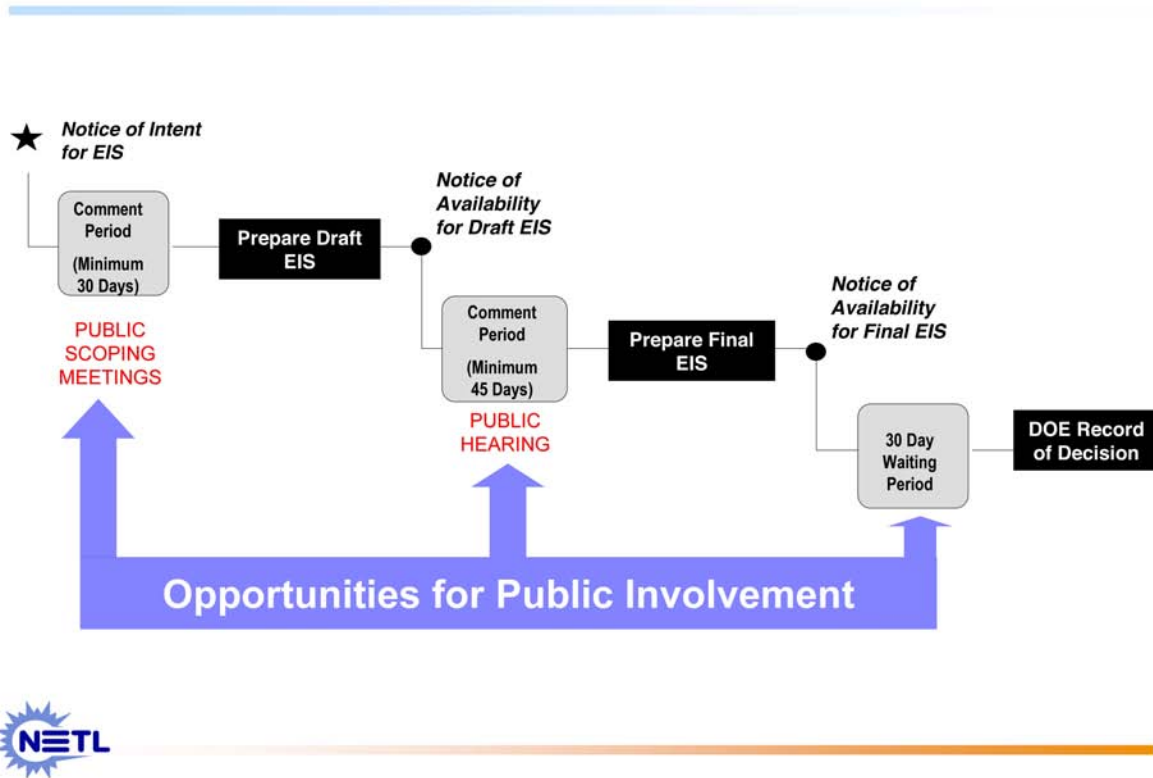 Notice of Intent
for EIS
Comment
Period
(Minimum
30 Days)
PUBLIC
SCOPING
MEETINGS
Prepare Draft
EIS
Notice of
Availability
for Draft EIS
Comment
Period
(Minimum
45 Days)
PUBLIC
HEARING
Prepare Final
EIS
Notice of
Availability
for Final EIS
30 Day
Waiting
Period
DOE Record
of Decision
Opportunities for Public Involvement
NETL